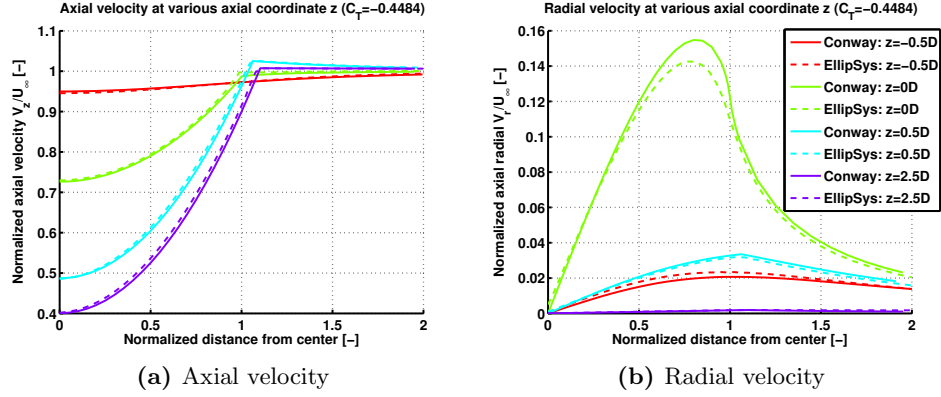 Axial velocity at various axial coordinate z (C_T=−0.4484)
Normalized axial velocity V_z/U_∞ [−]
1.1
1
0.9
0.8
0.7
0.6
0.5
0.4
0
0.5
1
1.5
2
Normalized distance from center [−]
(a) Axial velocity
Radial velocity at various axial coordinate z (C_T=−0.4484)
Normalized axial radial V_r/U_∞ [−]
0.16
0.14
0.12
0.1
0.08
0.06
0.04
0.02
0
0
0.5
1
1.5
2
Normalized distance from center [−]
Conway: z=−0.5D
EllipSys: z=−0.5D
Conway: z=0D
EllipSys: z=0D
Conway: z=0.5D
EllipSys: z=0.5D
Conway: z=2.5D
EllipSys: z=2.5D
(b) Radial velocity